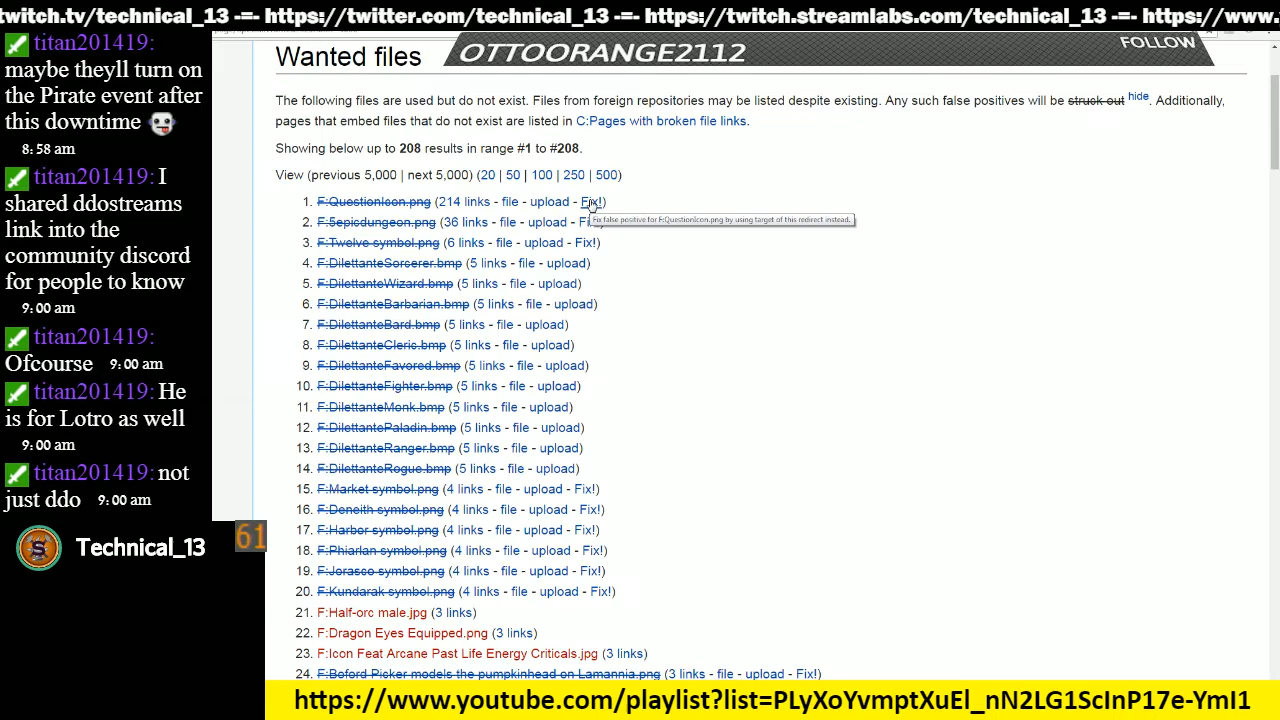 twitch.tv/technical_13 -=- https://twitter.com/technical_13 -=- https://twitch.streamlabs.com/technical_13 -=- https://www.
titan201419:
maybe theyll turn on
the Pirate event after
this downtime
8:58 am
titan201419: I
shared ddostreams
link into the
community discord
for people to know
9:00 am
titan201419:
Ofcourse 9:00 am
titan201419: He
is for Lotro as well
9:00 am
titan201419: not
just ddo 9:00 am
Technical_13
61
OTTOORANGE2112
FOLLOW
Wanted files
The following files are used but do not exist. Files from foreign repositories may be listed despite existing. Any such false positives will be struck out hide. Additionally,
pages that embed files that do not exist are listed in C:Pages with broken file links.
Showing below up to 208 results in range #1 to #208.
View (previous 5,000 | next 5,000) (20 | 50 | 100 | 250 | 500)
1. F:QuestionIcon.png (214 links - file - upload - Fix!)
Fix false positive for F:QuestionIcon.png by using target of this redirect instead.
2. F:5epicdungeon.png (36 links - file - upload - Fix!)
3. F:Twelve symbol.png (6 links - file - upload - Fix!)
4. F:DilettanteSorcerer.bmp (5 links - file - upload)
5. F:DilettanteWizard.bmp (5 links - file - upload)
6. F:DilettanteBarbarian.bmp (5 links - file - upload)
7. F:DilettanteBard.bmp (5 links - file - upload)
8. F:DilettanteCleric.bmp (5 links - file - upload)
9. F:DilettanteFavored.bmp (5 links - file - upload)
10. F:DilettanteFighter.bmp (5 links - file - upload)
11. F:DilettanteMonk.bmp (5 links - file - upload)
12. F:DilettantePaladin.bmp (5 links - file - upload)
13. F:DilettanteRanger.bmp (5 links - file - upload)
14. F:DilettanteRogue.bmp (5 links - file - upload)
15. F:Market symbol.png (4 links - file - upload - Fix!)
16. F:Deneith symbol.png (4 links - file - upload - Fix!)
17. F:Harbor symbol.png (4 links - file - upload - Fix!)
18. F:Phiarlan symbol.png (4 links - file - upload - Fix!)
19. F:Jorasco symbol.png (4 links - file - upload - Fix!)
20. F:Kundarak symbol.png (4 links - file - upload - Fix!)
21. F:Half-orc male.jpg (3 links)
22. F:Dragon Eyes Equipped.png (3 links)
23. F:Icon Feat Arcane Past Life Energy Criticals.jpg (3 links)
24. F:Boford Picker models the pumpkinhead on Lamannia.png (3 links - file - upload - Fix!)
https://www.youtube.com/playlist?list=PLyXoYvmptXuEl_nN2LG1ScInP17e-YmI1